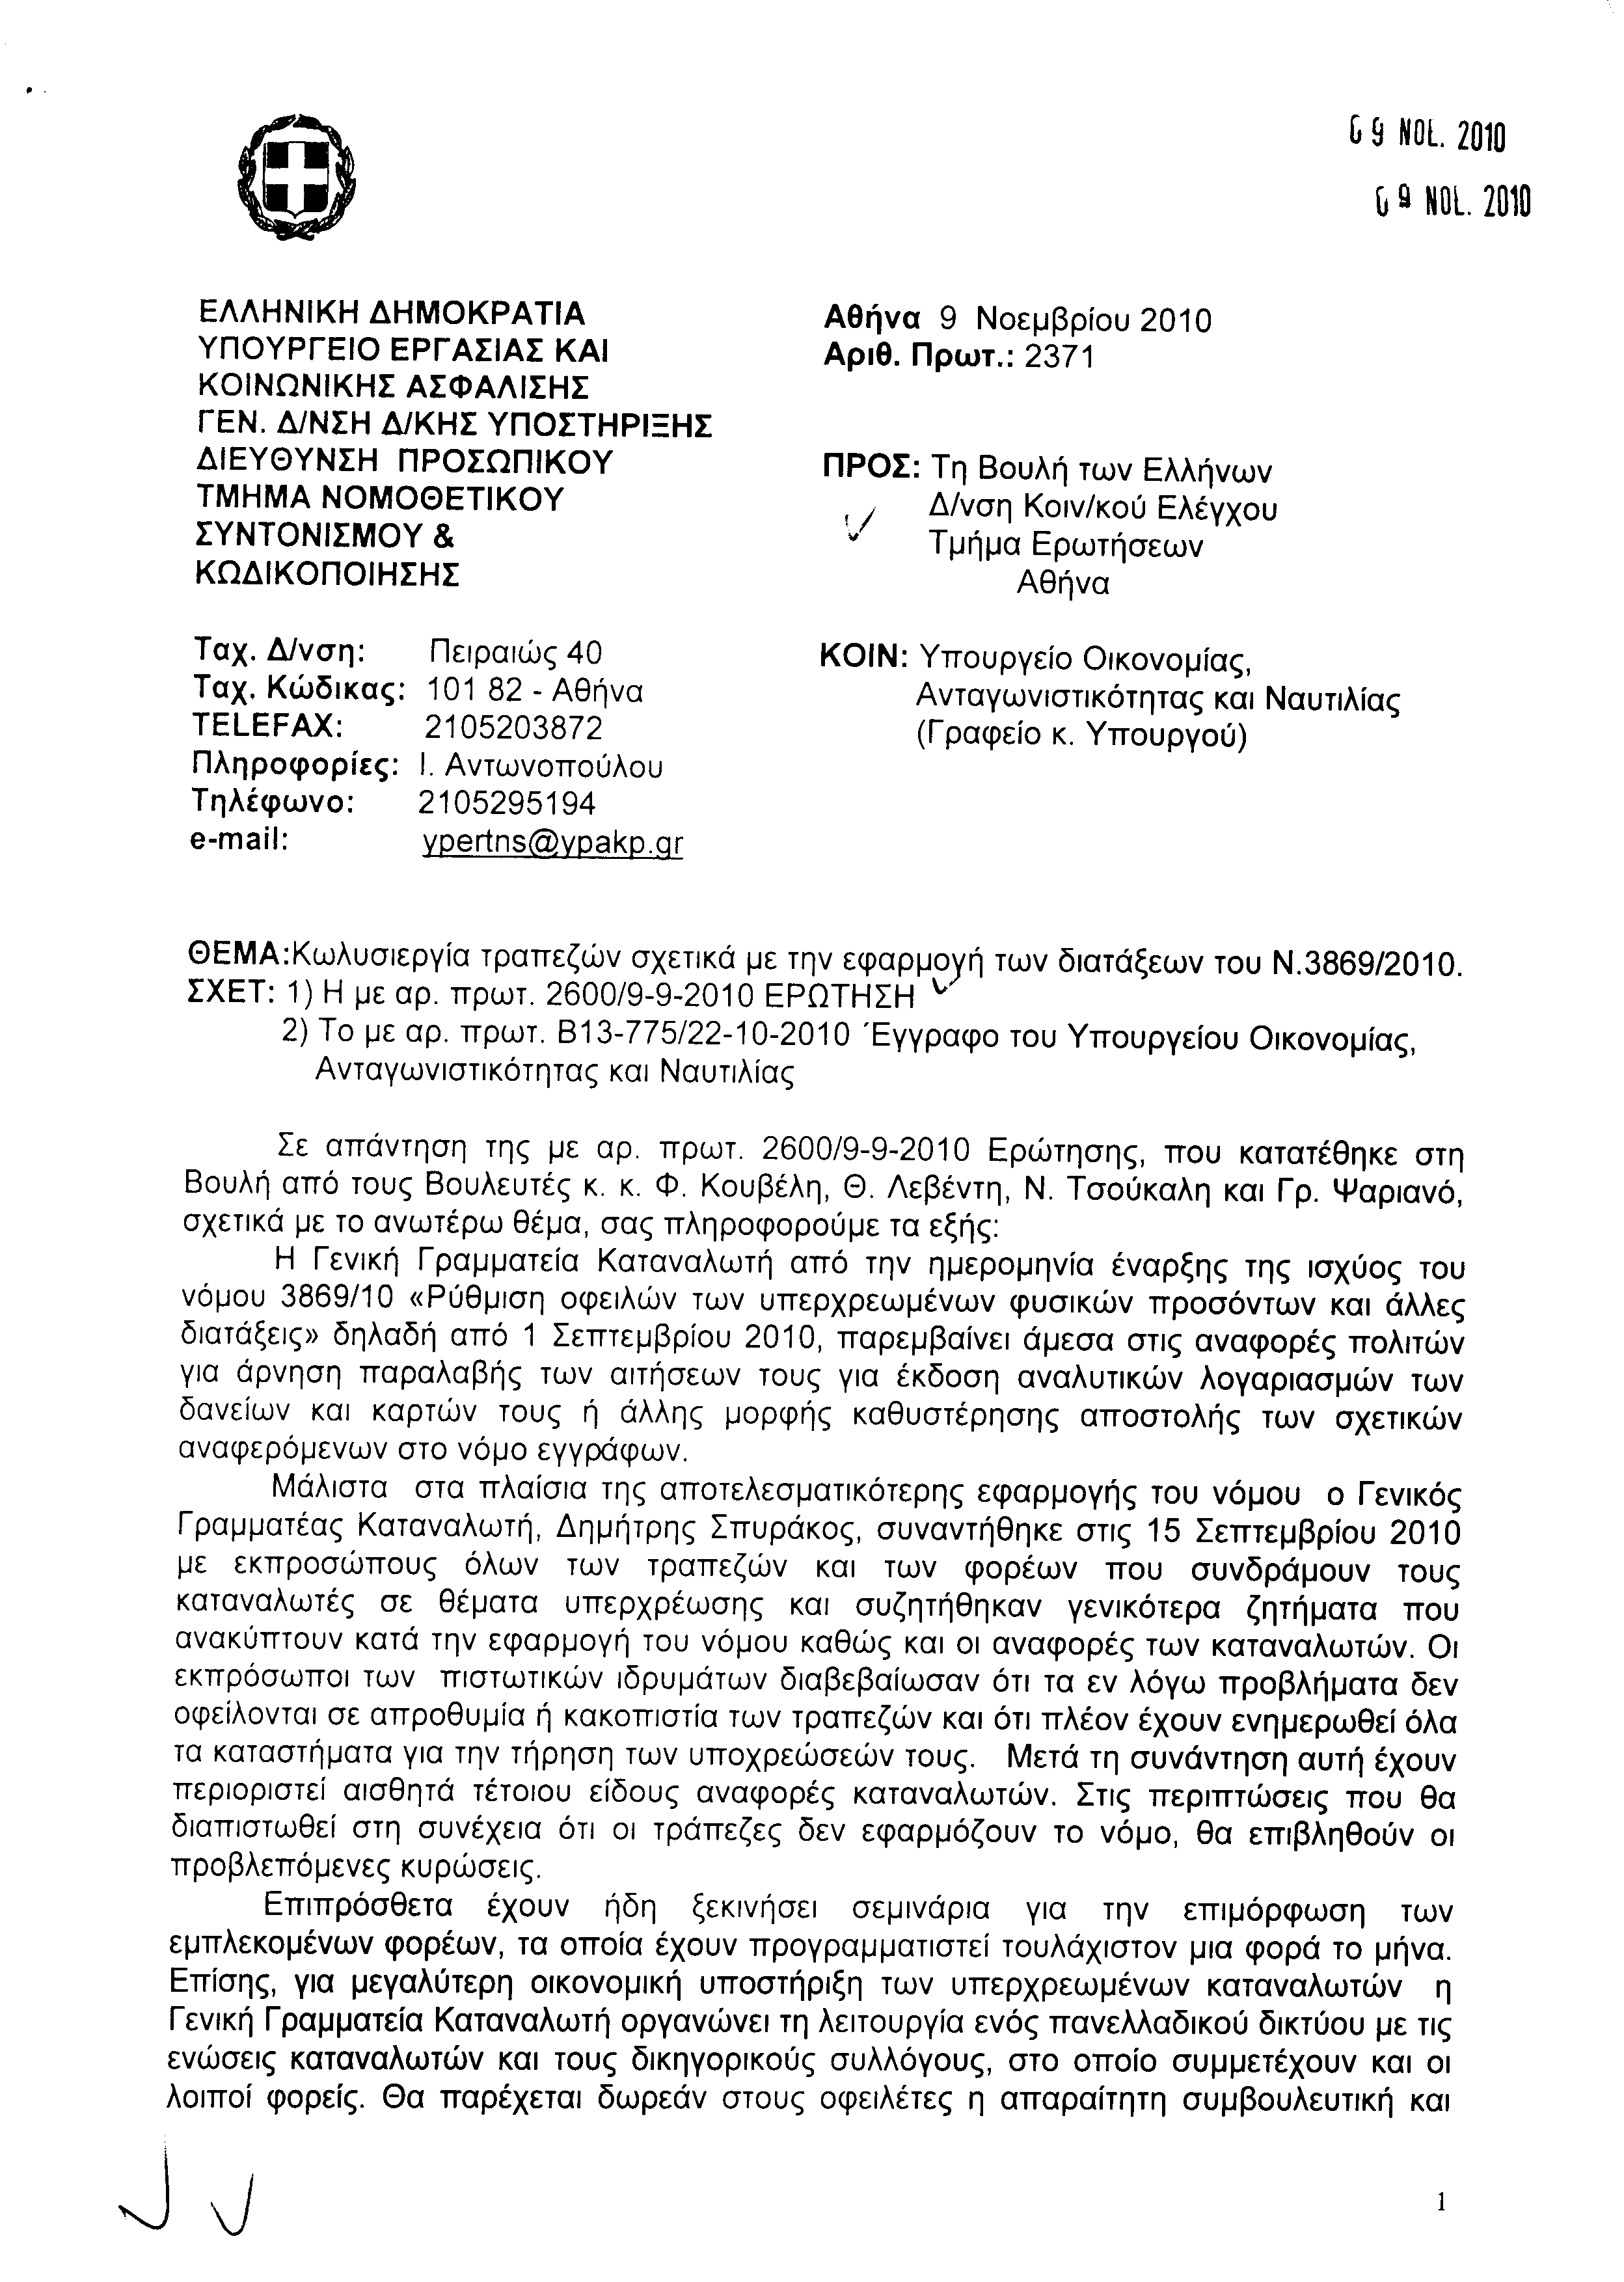 09 ΝΟΕ. 2010
09 ΝΟΕ. 2010
ΕΛΛΗΝΙΚΗ ΔΗΜΟΚΡΑΤΙΑ
ΥΠΟΥΡΓΕΙΟ ΕΡΓΑΣΙΑΣ ΚΑΙ
ΚΟΙΝΩΝΙΚΗΣ ΑΣΦΑΛΙΣΗΣ
ΓΕΝ. Δ/ΝΣΗ Δ/ΚΗΣ ΥΠΟΣΤΗΡΙΞΗΣ
ΔΙΕΥΘΥΝΣΗ ΠΡΟΣΩΠΙΚΟΥ
ΤΜΗΜΑ ΝΟΜΟΘΕΤΙΚΟΥ
ΣΥΝΤΟΝΙΣΜΟΥ &
ΚΩΔΙΚΟΠΟΙΗΣΗΣ
Ταχ. Δ/νση: Πειραιώς 40
Ταχ. Κώδικας: 101 82 - Αθήνα
TELEFAX: 2105203872
Πληροφορίες: Ι. Αντωνοπούλου
Τηλέφωνο: 2105295194
e-mail: ypertns@ypakp.gr
Αθήνα 9 Νοεμβρίου 2010
Αριθ. Πρωτ.: 2371
ΠΡΟΣ: Τη Βουλή των Ελλήνων
Δ/νση Κοιν/κού Ελέγχου
Τμήμα Ερωτήσεων
Αθήνα
ΚΟΙΝ: Υπουργείο Οικονομίας,
Ανταγωνιστικότητας και Ναυτιλίας
(Γραφείο κ. Υπουργού)
ΘΕΜΑ:Κωλυσιεργία τραπεζών σχετικά με την εφαρμογή των διατάξεων του Ν.3869/2010.
ΣΧΕΤ: 1) Η με αρ. πρωτ. 2600/9-9-2010 ΕΡΩΤΗΣΗ
2) Το με αρ. πρωτ. Β13-775/22-10-2010 Έγγραφο του Υπουργείου Οικονομίας,
Ανταγωνιστικότητας και Ναυτιλίας
Σε απάντηση της με αρ. πρωτ. 2600/9-9-2010 Ερώτησης, που κατατέθηκε στη
Βουλή από τους Βουλευτές κ. κ. Φ. Κουβέλη, Θ. Λεβέντη, Ν. Τσούκαλη και Γρ. Ψαριανό,
σχετικά με το ανωτέρω θέμα, σας πληροφορούμε τα εξής:
Η Γενική Γραμματεία Καταναλωτή από την ημερομηνία έναρξης της ισχύος του
νόμου 3869/10 «Ρύθμιση οφειλών των υπερχρεωμένων φυσικών προσόντων και άλλες
διατάξεις» δηλαδή από 1 Σεπτεμβρίου 2010, παρεμβαίνει άμεσα στις αναφορές πολιτών
για άρνηση παραλαβής των αιτήσεων τους για έκδοση αναλυτικών λογαριασμών των
δανείων και καρτών τους ή άλλης μορφής καθυστέρησης αποστολής των σχετικών
αναφερόμενων στο νόμο εγγράφων.
Μάλιστα στα πλαίσια της αποτελεσματικότερης εφαρμογής του νόμου ο Γενικός
Γραμματέας Καταναλωτή, Δημήτρης Σπυράκος, συναντήθηκε στις 15 Σεπτεμβρίου 2010
με εκπροσώπους όλων των τραπεζών και των φορέων που συνδράμουν τους
καταναλωτές σε θέματα υπερχρέωσης και συζητήθηκαν γενικότερα ζητήματα που
ανακύπτουν κατά την εφαρμογή του νόμου καθώς και οι αναφορές των καταναλωτών. Οι
εκπρόσωποι των πιστωτικών ιδρυμάτων διαβεβαίωσαν ότι τα εν λόγω προβλήματα δεν
οφείλονται σε απροθυμία ή κακοπιστία των τραπεζών και ότι πλέον έχουν ενημερωθεί όλα
τα καταστήματα για την τήρηση των υποχρεώσεών τους. Μετά τη συνάντηση αυτή έχουν
περιοριστεί αισθητά τέτοιου είδους αναφορές καταναλωτών. Στις περιπτώσεις που θα
διαπιστωθεί στη συνέχεια ότι οι τράπεζες δεν εφαρμόζουν το νόμο, θα επιβληθούν οι
προβλεπόμενες κυρώσεις.
Επιπρόσθετα έχουν ήδη ξεκινήσει σεμινάρια για την επιμόρφωση των
εμπλεκομένων φορέων, τα οποία έχουν προγραμματιστεί τουλάχιστον μια φορά το μήνα.
Επίσης, για μεγαλύτερη οικονομική υποστήριξη των υπερχρεωμένων καταναλωτών η
Γενική Γραμματεία Καταναλωτή οργανώνει τη λειτουργία ενός πανελλαδικού δικτύου με τις
ενώσεις καταναλωτών και τους δικηγορικούς συλλόγους, στο οποίο συμμετέχουν και οι
λοιποί φορείς. Θα παρέχεται δωρεάν στους οφειλέτες η απαραίτητη συμβουλευτική και
1